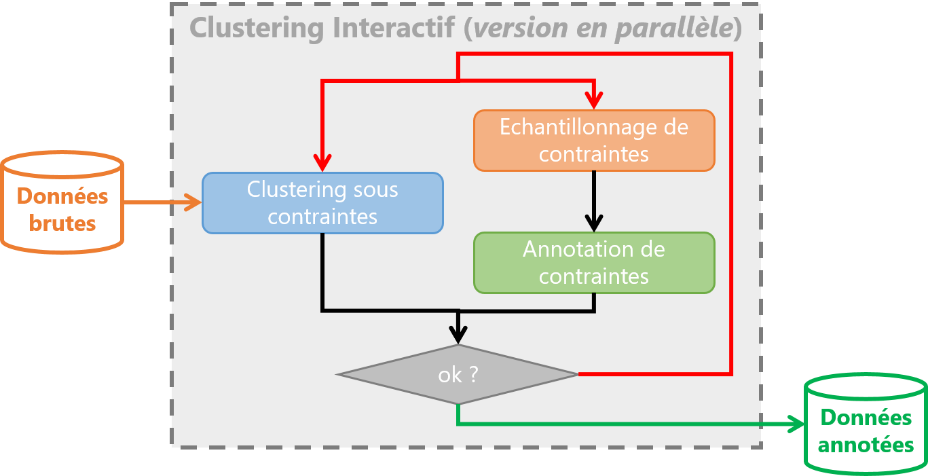 Clustering Interactif (version en parallèle)
Echantillonnage de
contraintes
Données
brutes
Clustering sous
contraintes
Annotation de
contraintes
ok ?
Données
annotées